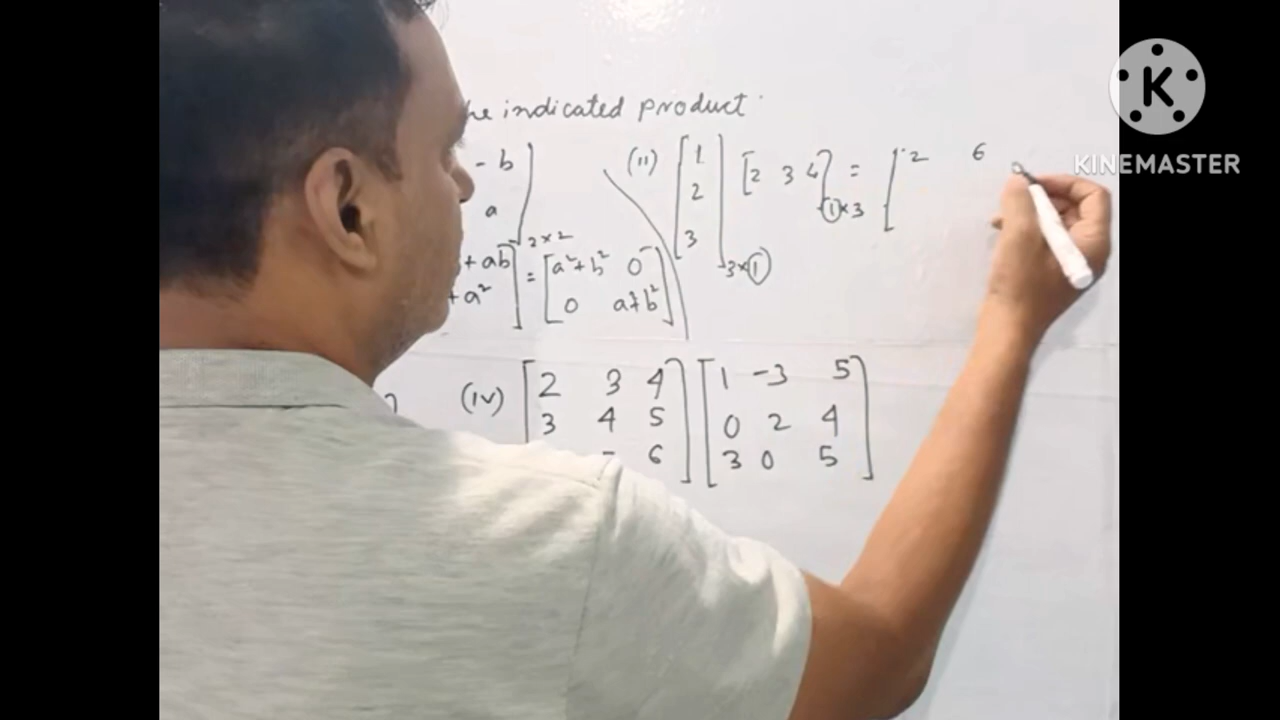 he indicated product
- b
a
2×2
+ ab
+ a²
= [a²+b² 0
0 a²+b²]
(ii) [1
2
3] 3×1
[2 3 4] 1×3 = [2 6
(iv) [2 3 4
3 4 5
6]
[1 -3 5
0 2 4
3 0 5]
K
KINEMASTER